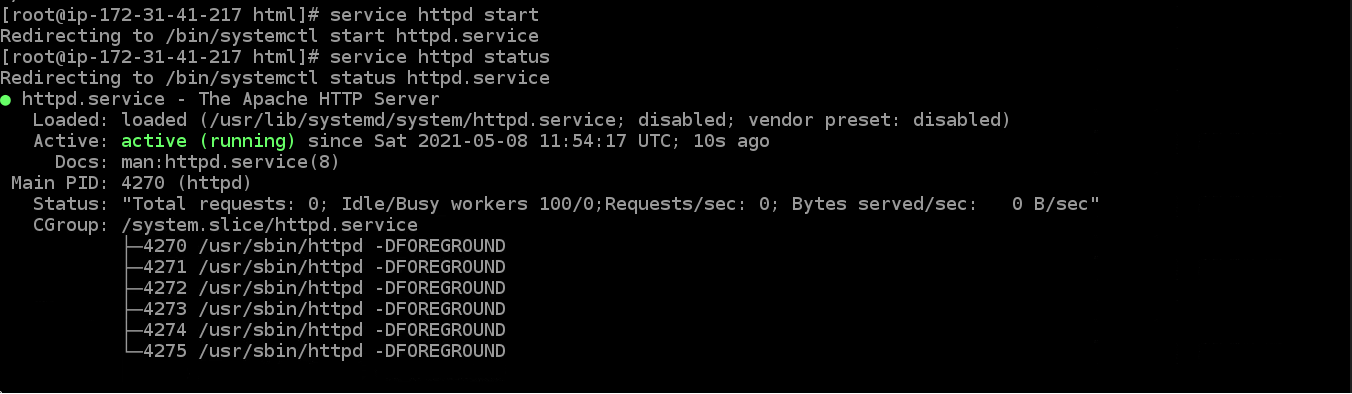 [root@ip-172-31-41-217 html]# service httpd start
Redirecting to /bin/systemctl start httpd.service
[root@ip-172-31-41-217 html]# service httpd status
Redirecting to /bin/systemctl status httpd.service
● httpd.service - The Apache HTTP Server
   Loaded: loaded (/usr/lib/systemd/system/httpd.service; disabled; vendor preset: disabled)
   Active: active (running) since Sat 2021-05-08 11:54:17 UTC; 10s ago
     Docs: man:httpd.service(8)
 Main PID: 4270 (httpd)
   Status: "Total requests: 0; Idle/Busy workers 100/0;Requests/sec: 0; Bytes served/sec:   0 B/sec"
   CGroup: /system.slice/httpd.service
           ├─4270 /usr/sbin/httpd -DFOREGROUND
           ├─4271 /usr/sbin/httpd -DFOREGROUND
           ├─4272 /usr/sbin/httpd -DFOREGROUND
           ├─4273 /usr/sbin/httpd -DFOREGROUND
           ├─4274 /usr/sbin/httpd -DFOREGROUND
           └─4275 /usr/sbin/httpd -DFOREGROUND